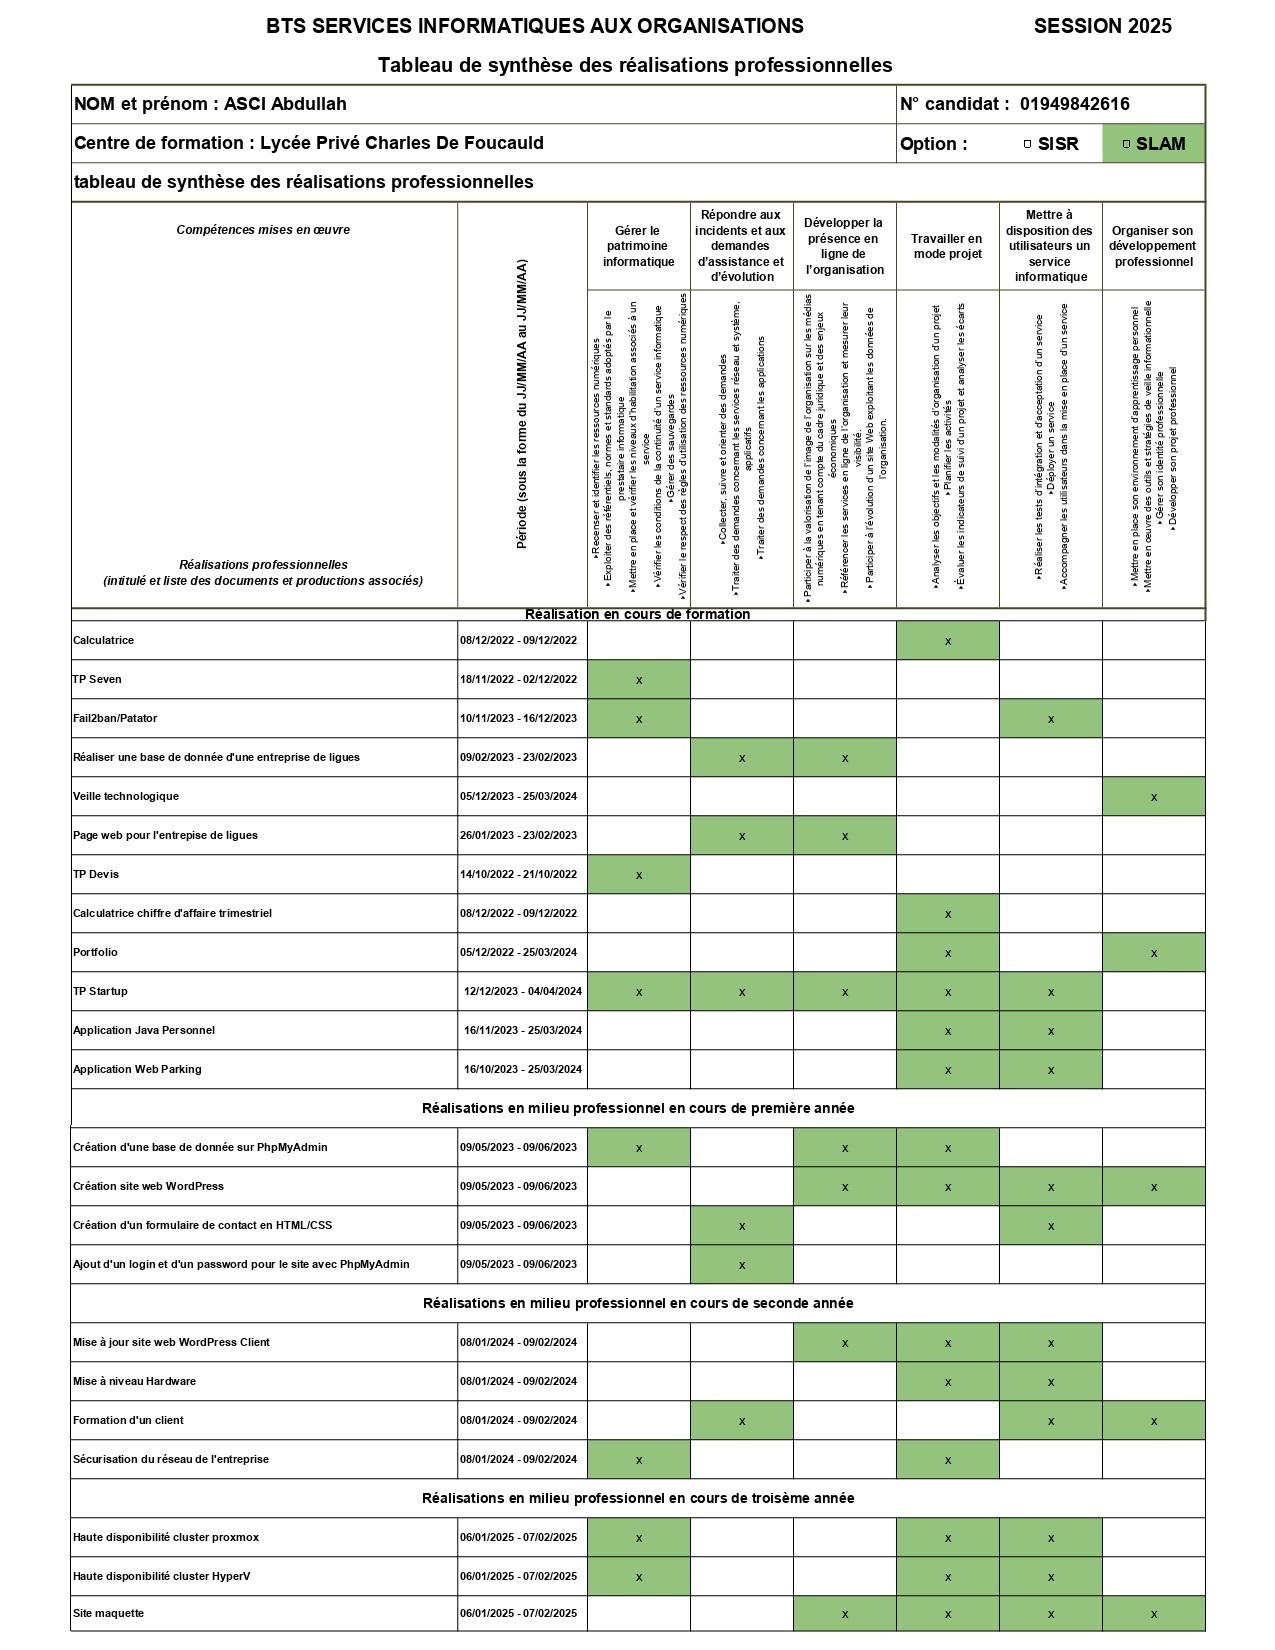 BTS SERVICES INFORMATIQUES AUX ORGANISATIONS SESSION 2025
Tableau de synthèse des réalisations professionnelles
NOM et prénom : ASCI Abdullah N° candidat : 01949842616
Centre de formation : Lycée Privé Charles De Foucauld Option : ▢ SISR ▢ SLAM
tableau de synthèse des réalisations professionnelles
Compétences mises en œuvre
Réalisations professionnelles
(intitulé et liste des documents et productions associés)
Période (sous la forme du JJ/MM/AA au JJ/MM/AA)
Gérer le
patrimoine
informatique
Répondre aux
incidents et aux
demandes
d'assistance et
d'évolution
Développer la
présence en
ligne de
l'organisation
Travailler en
mode projet
Mettre à
disposition des
utilisateurs un
service
informatique
Organiser son
développement
professionnel
‣Recenser et identifier les ressources numériques
‣Exploiter des référentiels, normes et standards adoptés par le
prestataire informatique
‣Mettre en place et vérifier les niveaux d'habilitation associés à un
service
‣Vérifier les conditions de la continuité d'un service informatique
‣Gérer des sauvegardes
‣Vérifier le respect des règles d'utilisation des ressources numériques
‣Collecter, suivre et orienter des demandes
‣Traiter des demandes concernant les services réseau et système,
applicatifs
‣Traiter des demandes concernant les applications
‣Participer à la valorisation de l'image de l'organisation sur les médias
numériques en tenant compte du cadre juridique et des enjeux
économiques
‣Référencer les services en ligne de l'organisation et mesurer leur
visibilité.
‣Participer à l'évolution d'un site Web exploitant les données de
l'organisation.
‣Analyser les objectifs et les modalités d'organisation d'un projet
‣Planifier les activités
‣Évaluer les indicateurs de suivi d'un projet et analyser les écarts
‣Réaliser les tests d'intégration et d'acceptation d'un service
‣Déployer un service
‣Accompagner les utilisateurs dans la mise en place d'un service
‣Mettre en place son environnement d'apprentissage personnel
‣Mettre en œuvre des outils et stratégies de veille informationnelle
‣Gérer son identité professionnelle
‣Développer son projet professionnel
Réalisation en cours de formation
Calculatrice 08/12/2022 - 09/12/2022 x
TP Seven 18/11/2022 - 02/12/2022 x
Fail2ban/Patator 10/11/2023 - 16/12/2023 x x
Réaliser une base de donnée d'une entreprise de ligues 09/02/2023 - 23/02/2023 x x
Veille technologique 05/12/2023 - 25/03/2024 x
Page web pour l'entrepise de ligues 26/01/2023 - 23/02/2023 x x
TP Devis 14/10/2022 - 21/10/2022 x
Calculatrice chiffre d'affaire trimestriel 08/12/2022 - 09/12/2022 x
Portfolio 05/12/2022 - 25/03/2024 x x
TP Startup 12/12/2023 - 04/04/2024 x x x x x
Application Java Personnel 16/11/2023 - 25/03/2024 x x
Application Web Parking 16/10/2023 - 25/03/2024 x x
Réalisations en milieu professionnel en cours de première année
Création d'une base de donnée sur PhpMyAdmin 09/05/2023 - 09/06/2023 x x x
Création site web WordPress 09/05/2023 - 09/06/2023 x x x x
Création d'un formulaire de contact en HTML/CSS 09/05/2023 - 09/06/2023 x x
Ajout d'un login et d'un password pour le site avec PhpMyAdmin 09/05/2023 - 09/06/2023 x
Réalisations en milieu professionnel en cours de seconde année
Mise à jour site web WordPress Client 08/01/2024 - 09/02/2024 x x x
Mise à niveau Hardware 08/01/2024 - 09/02/2024 x x
Formation d'un client 08/01/2024 - 09/02/2024 x x x
Sécurisation du réseau de l'entreprise 08/01/2024 - 09/02/2024 x x
Réalisations en milieu professionnel en cours de troisème année
Haute disponibilité cluster proxmox 06/01/2025 - 07/02/2025 x x x
Haute disponibilité cluster HyperV 06/01/2025 - 07/02/2025 x x x
Site maquette 06/01/2025 - 07/02/2025 x x x x